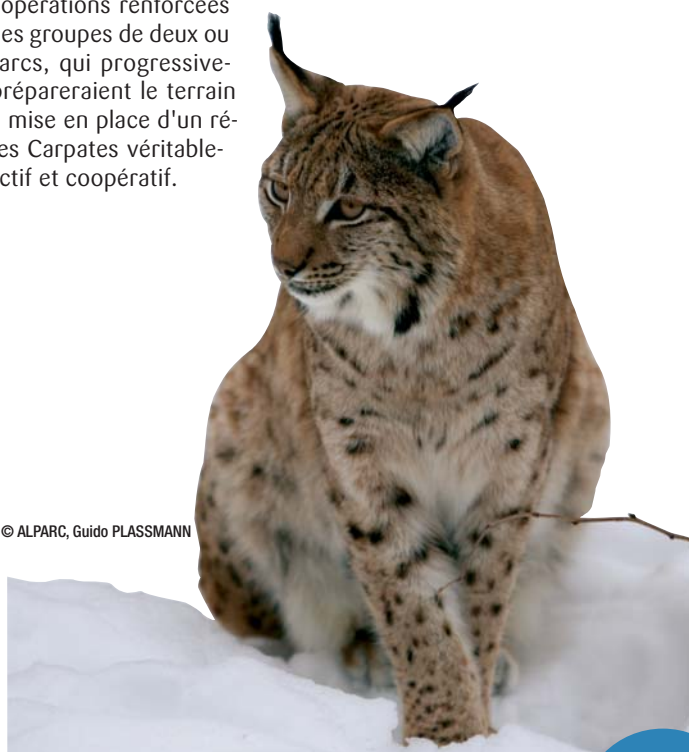 opérations renforcées
es groupes de deux ou
arcs, qui progressive-
prépareraient le terrain
mise en place d'un ré-
es Carpates véritable-
ctif et coopératif.
© ALPARC, Guido PLASSMANN